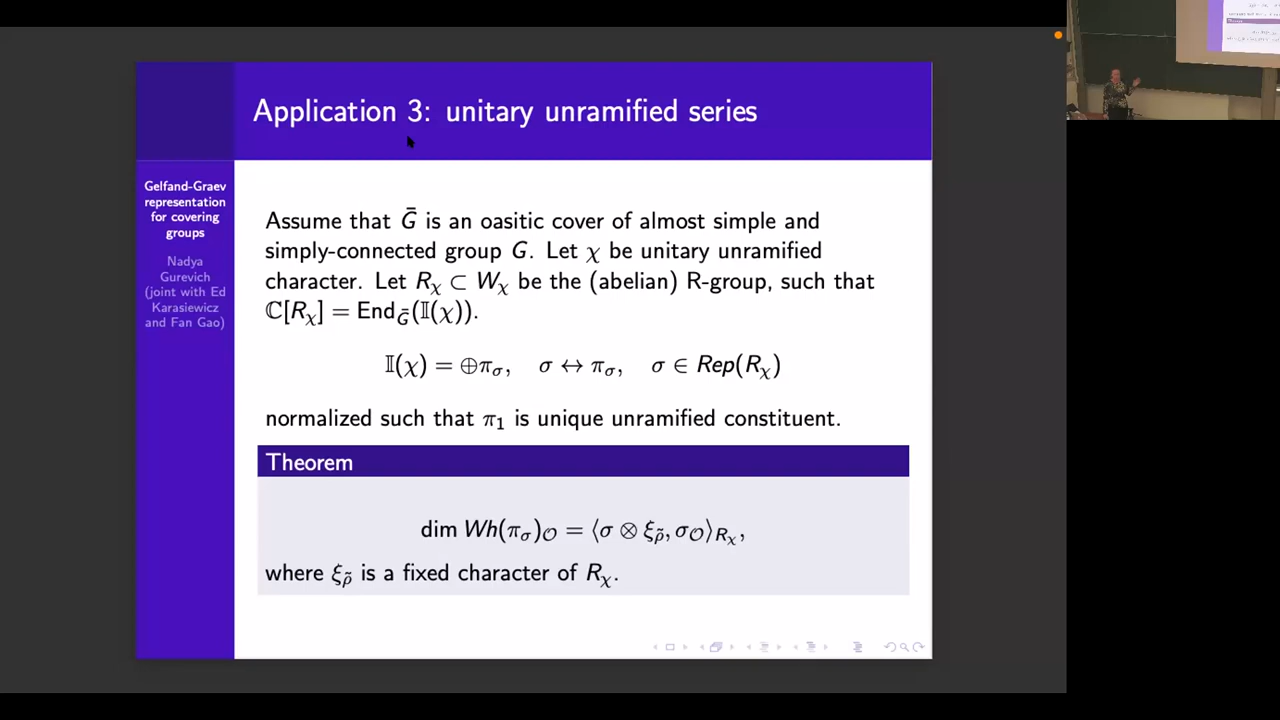 Application 3: unitary unramified series
Gelfand-Graev
representation
for covering
groups
Nadya
Gurevich
(joint with Ed
Karasiewicz
and Fan Gao)
Assume that Ḡ is an oasitic cover of almost simple and
simply-connected group G. Let χ be unitary unramified
character. Let R_χ ⊂ W_χ be the (abelian) R-group, such that
ℂ[R_χ] = End_Ḡ(𝕀(χ)).
𝕀(χ) = ⊕π_σ, σ ↔ π_σ, σ ∈ Rep(R_χ)
normalized such that π₁ is unique unramified constituent.
Theorem
dim Wh(π_σ)_𝒪 = ⟨σ ⊗ ξ_ρ̃, σ_𝒪⟩_{R_χ},
where ξ_ρ̃ is a fixed character of R_χ.